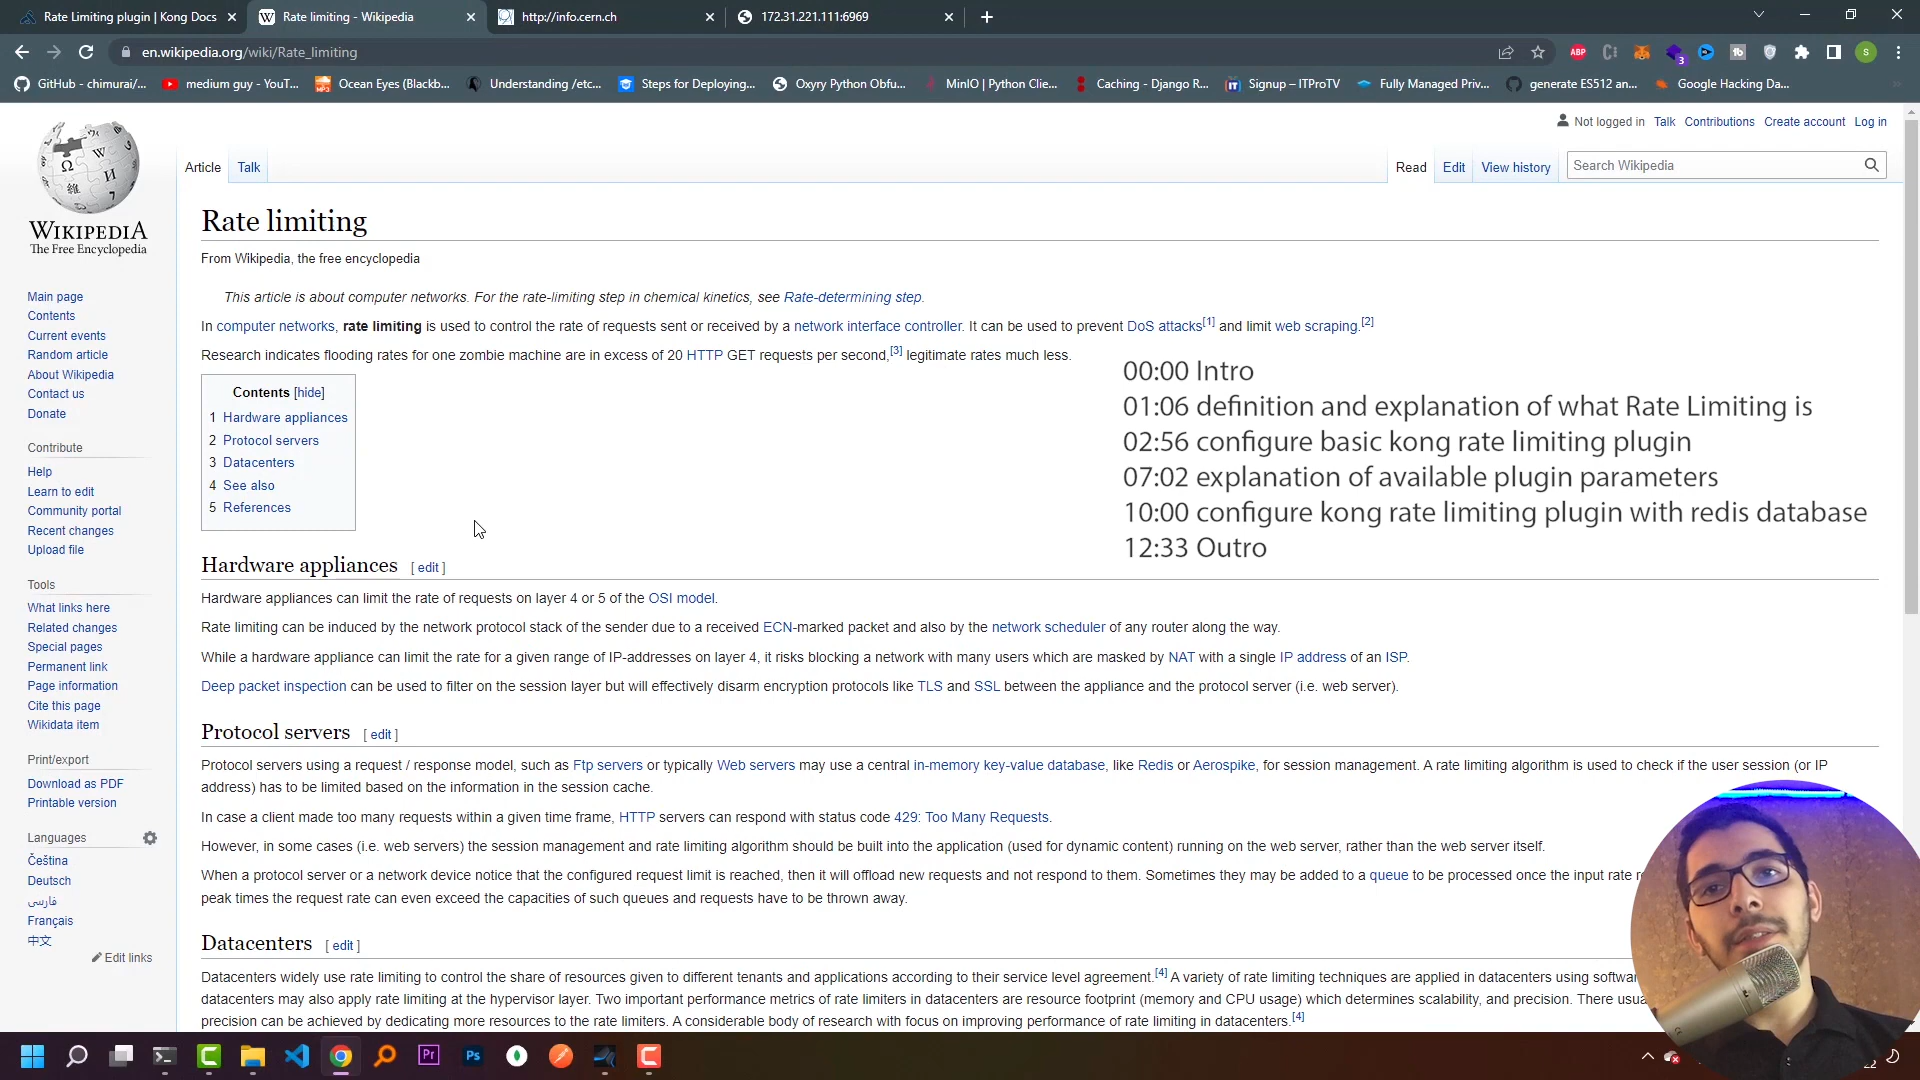 Rate Limiting plugin | Kong Docs
Rate limiting - Wikipedia
http://info.cern.ch
172.31.221.111:6969
en.wikipedia.org/wiki/Rate_limiting
ABP
3
S
GitHub - chimurai/...
medium guy - YouT...
Ocean Eyes (Blackb...
Understanding /etc...
Steps for Deploying...
Oxyry Python Obfu...
MinIO | Python Clie...
Caching - Django R...
Signup – ITProTV
Fully Managed Priv...
generate ES512 an...
Google Hacking Da...
Not logged in Talk Contributions Create account Log in
Article Talk
Read Edit View history
Search Wikipedia
WIKIPEDIA
The Free Encyclopedia
Main page
Contents
Current events
Random article
About Wikipedia
Contact us
Donate
Contribute
Help
Learn to edit
Community portal
Recent changes
Upload file
Tools
What links here
Related changes
Special pages
Permanent link
Page information
Cite this page
Wikidata item
Print/export
Download as PDF
Printable version
Languages
Čeština
Deutsch
فارسی
Français
中文
Edit links
Rate limiting
From Wikipedia, the free encyclopedia
This article is about computer networks. For the rate-limiting step in chemical kinetics, see Rate-determining step.
In computer networks, rate limiting is used to control the rate of requests sent or received by a network interface controller. It can be used to prevent DoS attacks[1] and limit web scraping.[2]
Research indicates flooding rates for one zombie machine are in excess of 20 HTTP GET requests per second,[3] legitimate rates much less.
Contents [hide]
1 Hardware appliances
2 Protocol servers
3 Datacenters
4 See also
5 References
00:00 Intro
01:06 definition and explanation of what Rate Limiting is
02:56 configure basic kong rate limiting plugin
07:02 explanation of available plugin parameters
10:00 configure kong rate limiting plugin with redis database
12:33 Outro
Hardware appliances [ edit ]
Hardware appliances can limit the rate of requests on layer 4 or 5 of the OSI model.
Rate limiting can be induced by the network protocol stack of the sender due to a received ECN-marked packet and also by the network scheduler of any router along the way.
While a hardware appliance can limit the rate for a given range of IP-addresses on layer 4, it risks blocking a network with many users which are masked by NAT with a single IP address of an ISP.
Deep packet inspection can be used to filter on the session layer but will effectively disarm encryption protocols like TLS and SSL between the appliance and the protocol server (i.e. web server).
Protocol servers [ edit ]
Protocol servers using a request / response model, such as Ftp servers or typically Web servers may use a central in-memory key-value database, like Redis or Aerospike, for session management. A rate limiting algorithm is used to check if the user session (or IP
address) has to be limited based on the information in the session cache.
In case a client made too many requests within a given time frame, HTTP servers can respond with status code 429: Too Many Requests.
However, in some cases (i.e. web servers) the session management and rate limiting algorithm should be built into the application (used for dynamic content) running on the web server, rather than the web server itself.
When a protocol server or a network device notice that the configured request limit is reached, then it will offload new requests and not respond to them. Sometimes they may be added to a queue to be processed once the input rate
peak times the request rate can even exceed the capacities of such queues and requests have to be thrown away.
Datacenters [ edit ]
Datacenters widely use rate limiting to control the share of resources given to different tenants and applications according to their service level agreement.[4] A variety of rate limiting techniques are applied in datacenters using
datacenters may also apply rate limiting at the hypervisor layer. Two important performance metrics of rate limiters in datacenters are resource footprint (memory and CPU usage) which determines scalability, and precision. There
precision can be achieved by dedicating more resources to the rate limiters. A considerable body of research with focus on improving performance of rate limiting in datacenters.[4]
Pr
Ps